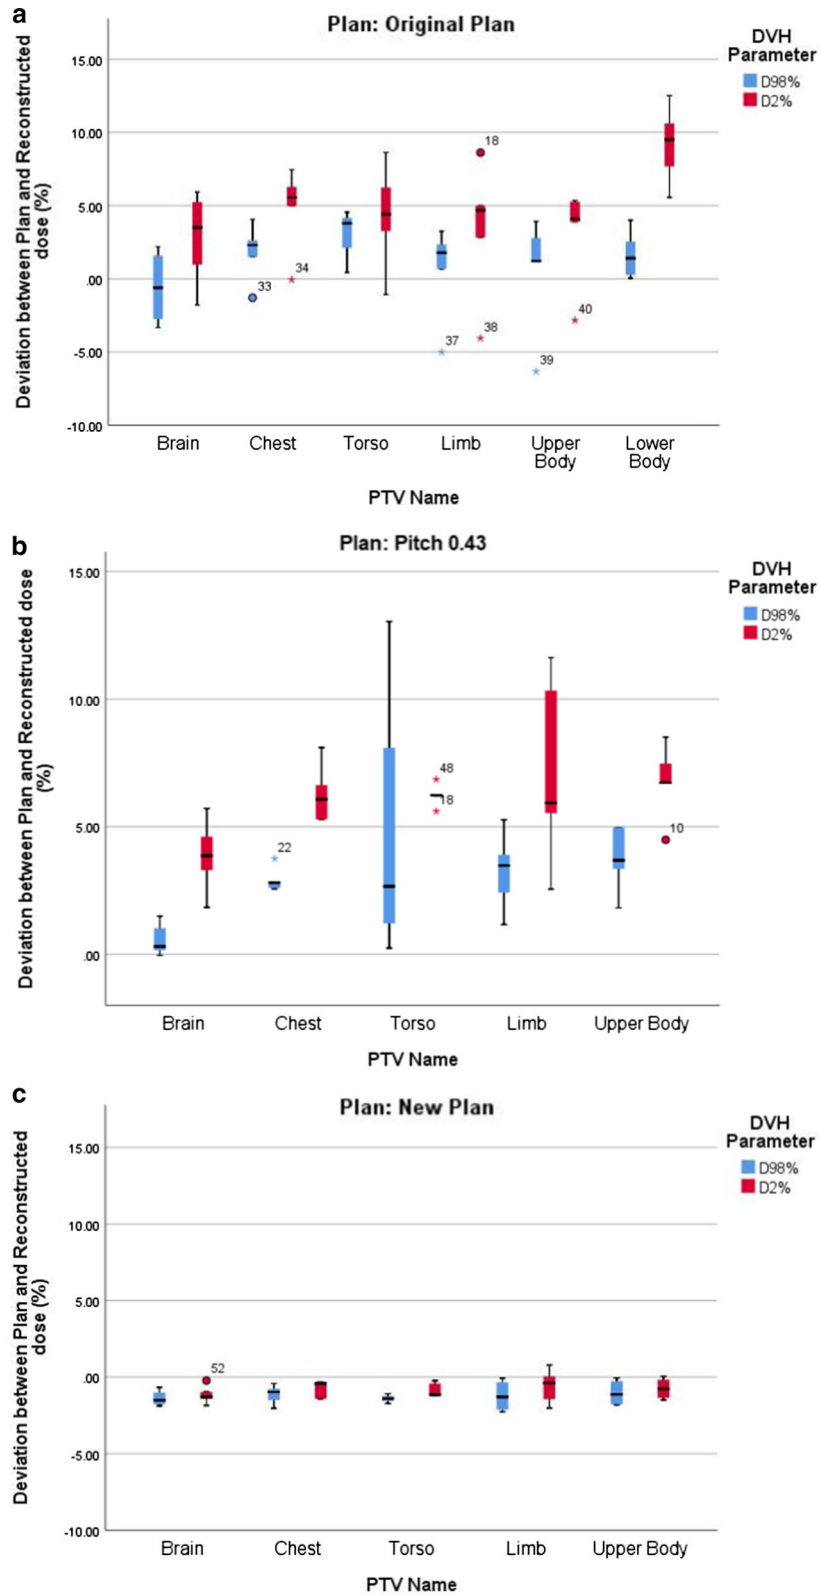 a
Plan: Original Plan
Deviation between Plan and Reconstructed
dose (%)
15.00
10.00
5.00
.00
-5.00
-10.00
18
33
34
37
38
39
40
Brain Chest Torso Limb Upper Body Lower Body
PTV Name
DVH
Parameter
D98%
D2%
b
Plan: Pitch 0.43
Deviation between Plan and Reconstructed dose
(%)
15.00
10.00
5.00
.00
22
48
18
10
Brain Chest Torso Limb Upper Body
PTV Name
DVH
Parameter
D98%
D2%
c
Plan: New Plan
Deviation between Plan and Reconstructed
dose (%)
15.00
10.00
5.00
.00
-5.00
-10.00
52
Brain Chest Torso Limb Upper Body
PTV Name
DVH
Parameter
D98%
D2%